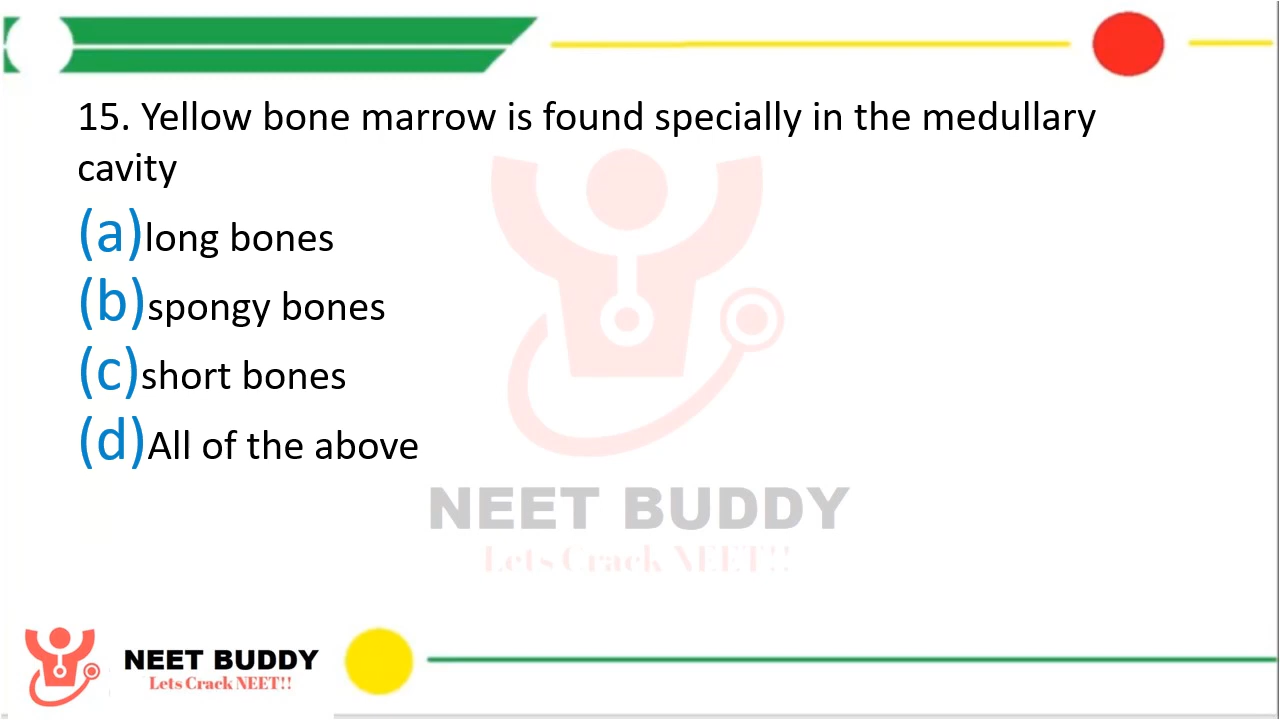 15. Yellow bone marrow is found specially in the medullary
cavity
(a)long bones
(b)spongy bones
(c)short bones
(d)All of the above
NEET BUDDY
Lets Crack NEET!!
NEET BUDDY
Lets Crack NEET!!